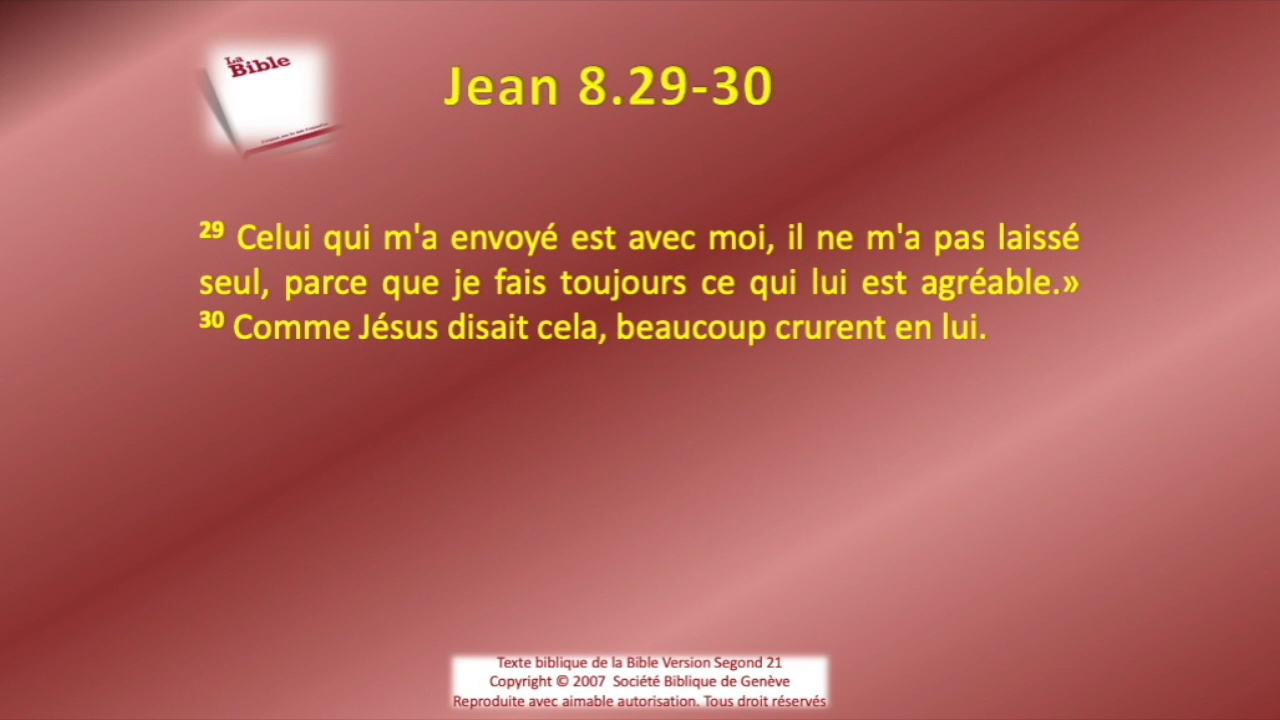 La
Bible
Jean 8.29-30
29 Celui qui m'a envoyé est avec moi, il ne m'a pas laissé
seul, parce que je fais toujours ce qui lui est agréable.»
30 Comme Jésus disait cela, beaucoup crurent en lui.
Texte biblique de la Bible Version Segond 21
Copyright © 2007 Société Biblique de Genève
Reproduite avec aimable autorisation. Tous droit réservés